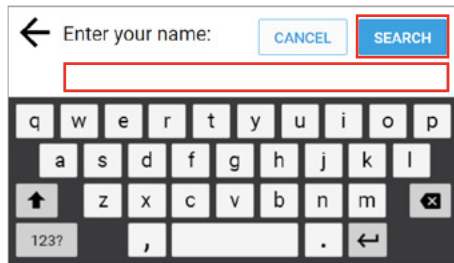 Enter your name: CANCEL SEARCH
q w e r t y u i o p
a s d f g h j k l
z x c v b n m
123? , .